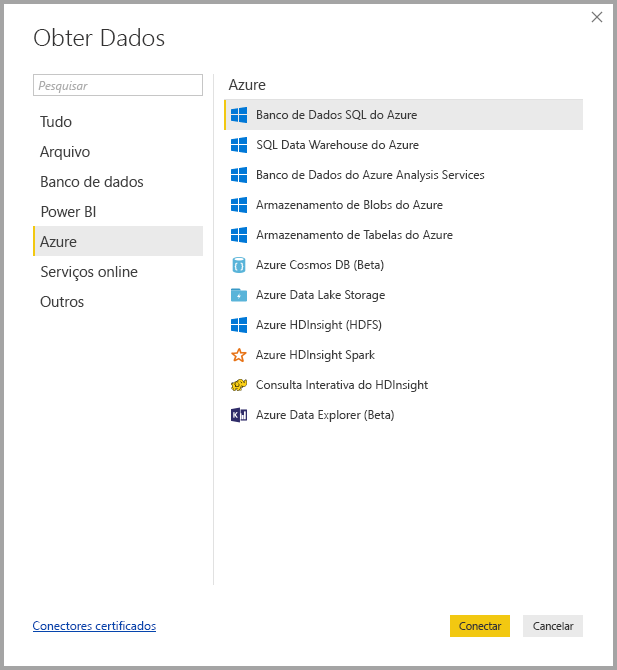 Obter Dados
Pesquisar
Tudo
Arquivo
Banco de dados
Power BI
Azure
Serviços online
Outros
Azure
Banco de Dados SQL do Azure
SQL Data Warehouse do Azure
Banco de Dados do Azure Analysis Services
Armazenamento de Blobs do Azure
Armazenamento de Tabelas do Azure
Azure Cosmos DB (Beta)
Azure Data Lake Storage
Azure HDInsight (HDFS)
Azure HDInsight Spark
Consulta Interativa do HDInsight
Azure Data Explorer (Beta)
Conectores certificados
Conectar
Cancelar